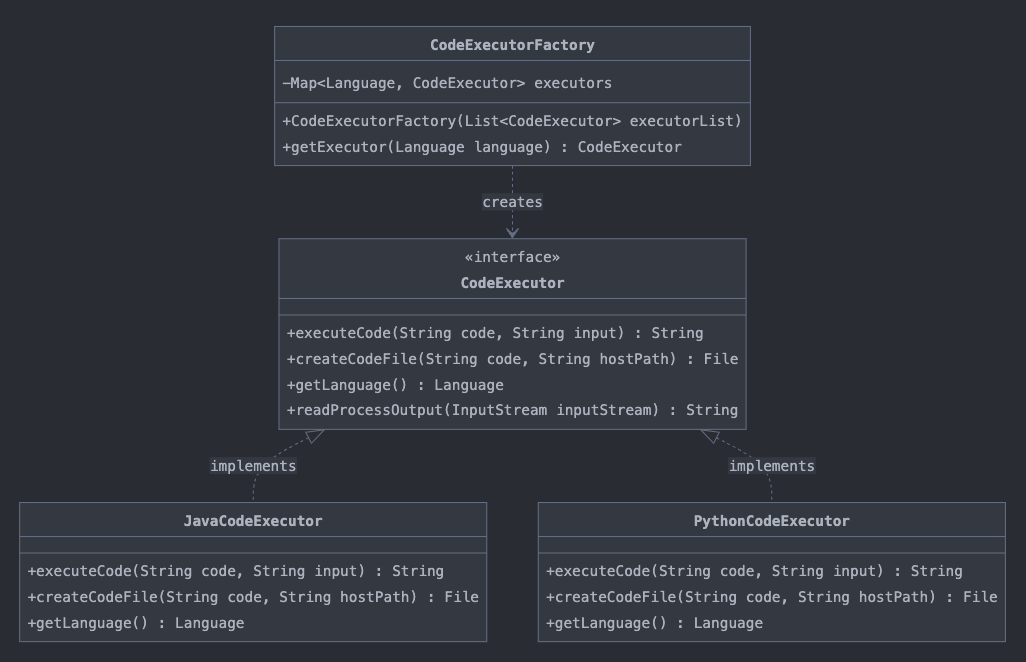 CodeExecutorFactory
-Map<Language, CodeExecutor> executors
+CodeExecutorFactory(List<CodeExecutor> executorList)
+getExecutor(Language language) : CodeExecutor
creates
«interface»
CodeExecutor
+executeCode(String code, String input) : String
+createCodeFile(String code, String hostPath) : File
+getLanguage() : Language
+readProcessOutput(InputStream inputStream) : String
implements
implements
JavaCodeExecutor
+executeCode(String code, String input) : String
+createCodeFile(String code, String hostPath) : File
+getLanguage() : Language
PythonCodeExecutor
+executeCode(String code, String input) : String
+createCodeFile(String code, String hostPath) : File
+getLanguage() : Language